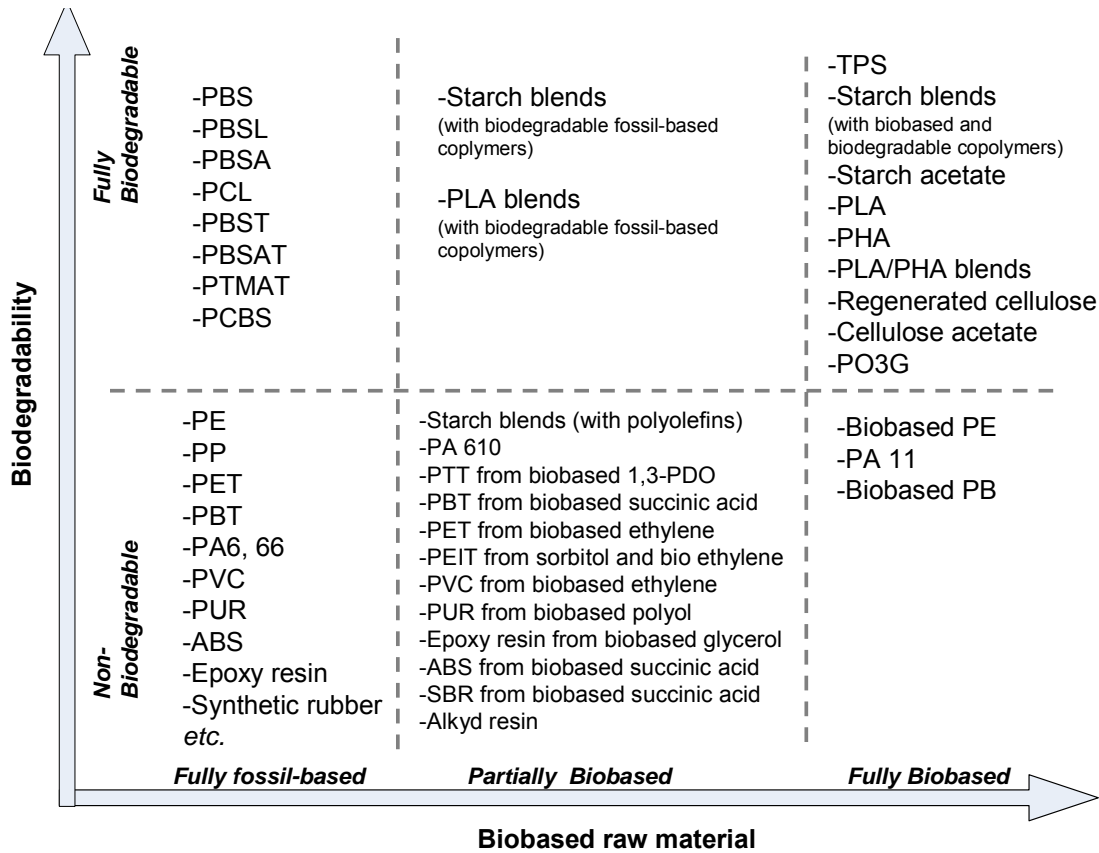 Biodegradability
Fully
Biodegradable
-PBS
-PBSL
-PBSA
-PCL
-PBST
-PBSAT
-PTMAT
-PCBS
-Starch blends
(with biodegradable fossil-based
coplymers)
-PLA blends
(with biodegradable fossil-based
copolymers)
-TPS
-Starch blends
(with biobased and
biodegradable copolymers)
-Starch acetate
-PLA
-PHA
-PLA/PHA blends
-Regenerated cellulose
-Cellulose acetate
-PO3G
Non-
Biodegradable
-PE
-PP
-PET
-PBT
-PA6, 66
-PVC
-PUR
-ABS
-Epoxy resin
-Synthetic rubber
etc.
-Starch blends (with polyolefins)
-PA 610
-PTT from biobased 1,3-PDO
-PBT from biobased succinic acid
-PET from biobased ethylene
-PEIT from sorbitol and bio ethylene
-PVC from biobased ethylene
-PUR from biobased polyol
-Epoxy resin from biobased glycerol
-ABS from biobased succinic acid
-SBR from biobased succinic acid
-Alkyd resin
-Biobased PE
-PA 11
-Biobased PB
Fully fossil-based
Partially Biobased
Fully Biobased
Biobased raw material